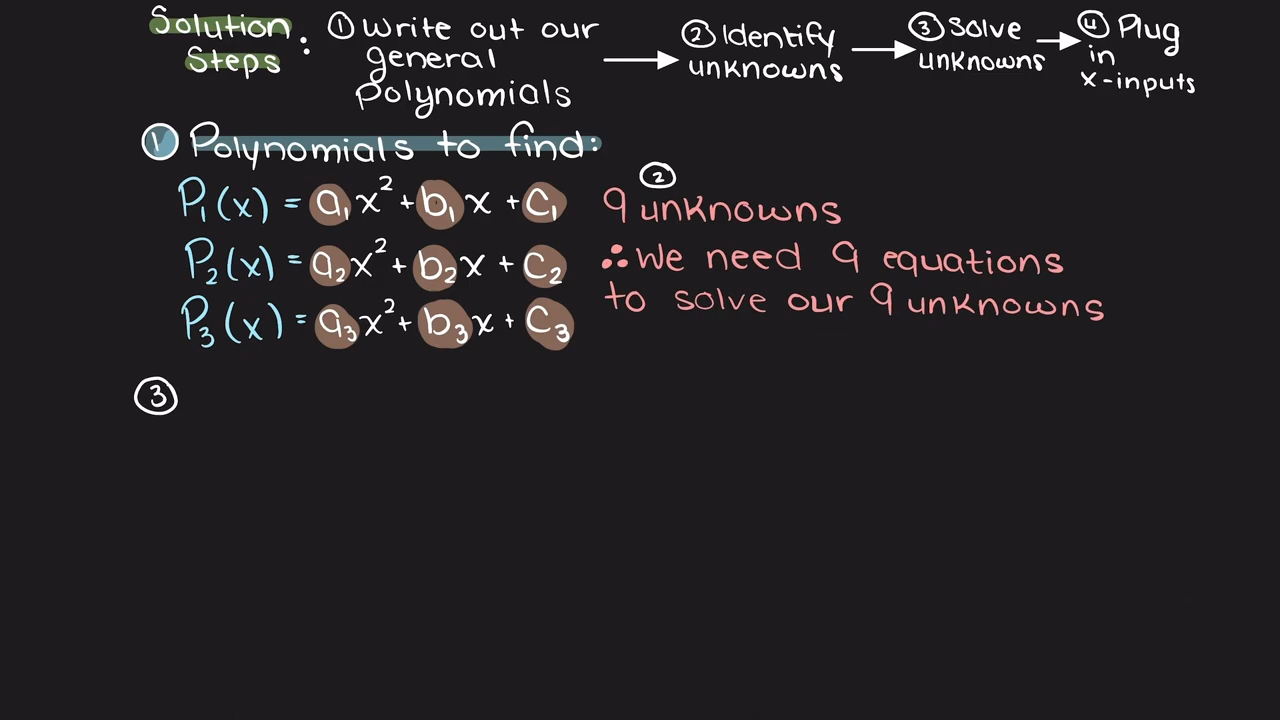 Solution Steps : ① Write out our general polynomials → ② Identify unknowns → ③ Solve unknowns → ④ Plug in x-inputs
① Polynomials to find:
②
P₁(x) = a₁x² + b₁x + c₁ 9 unknowns
P₂(x) = a₂x² + b₂x + c₂ ∴ We need 9 equations
P₃(x) = a₃x² + b₃x + c₃ to solve our 9 unknowns
③